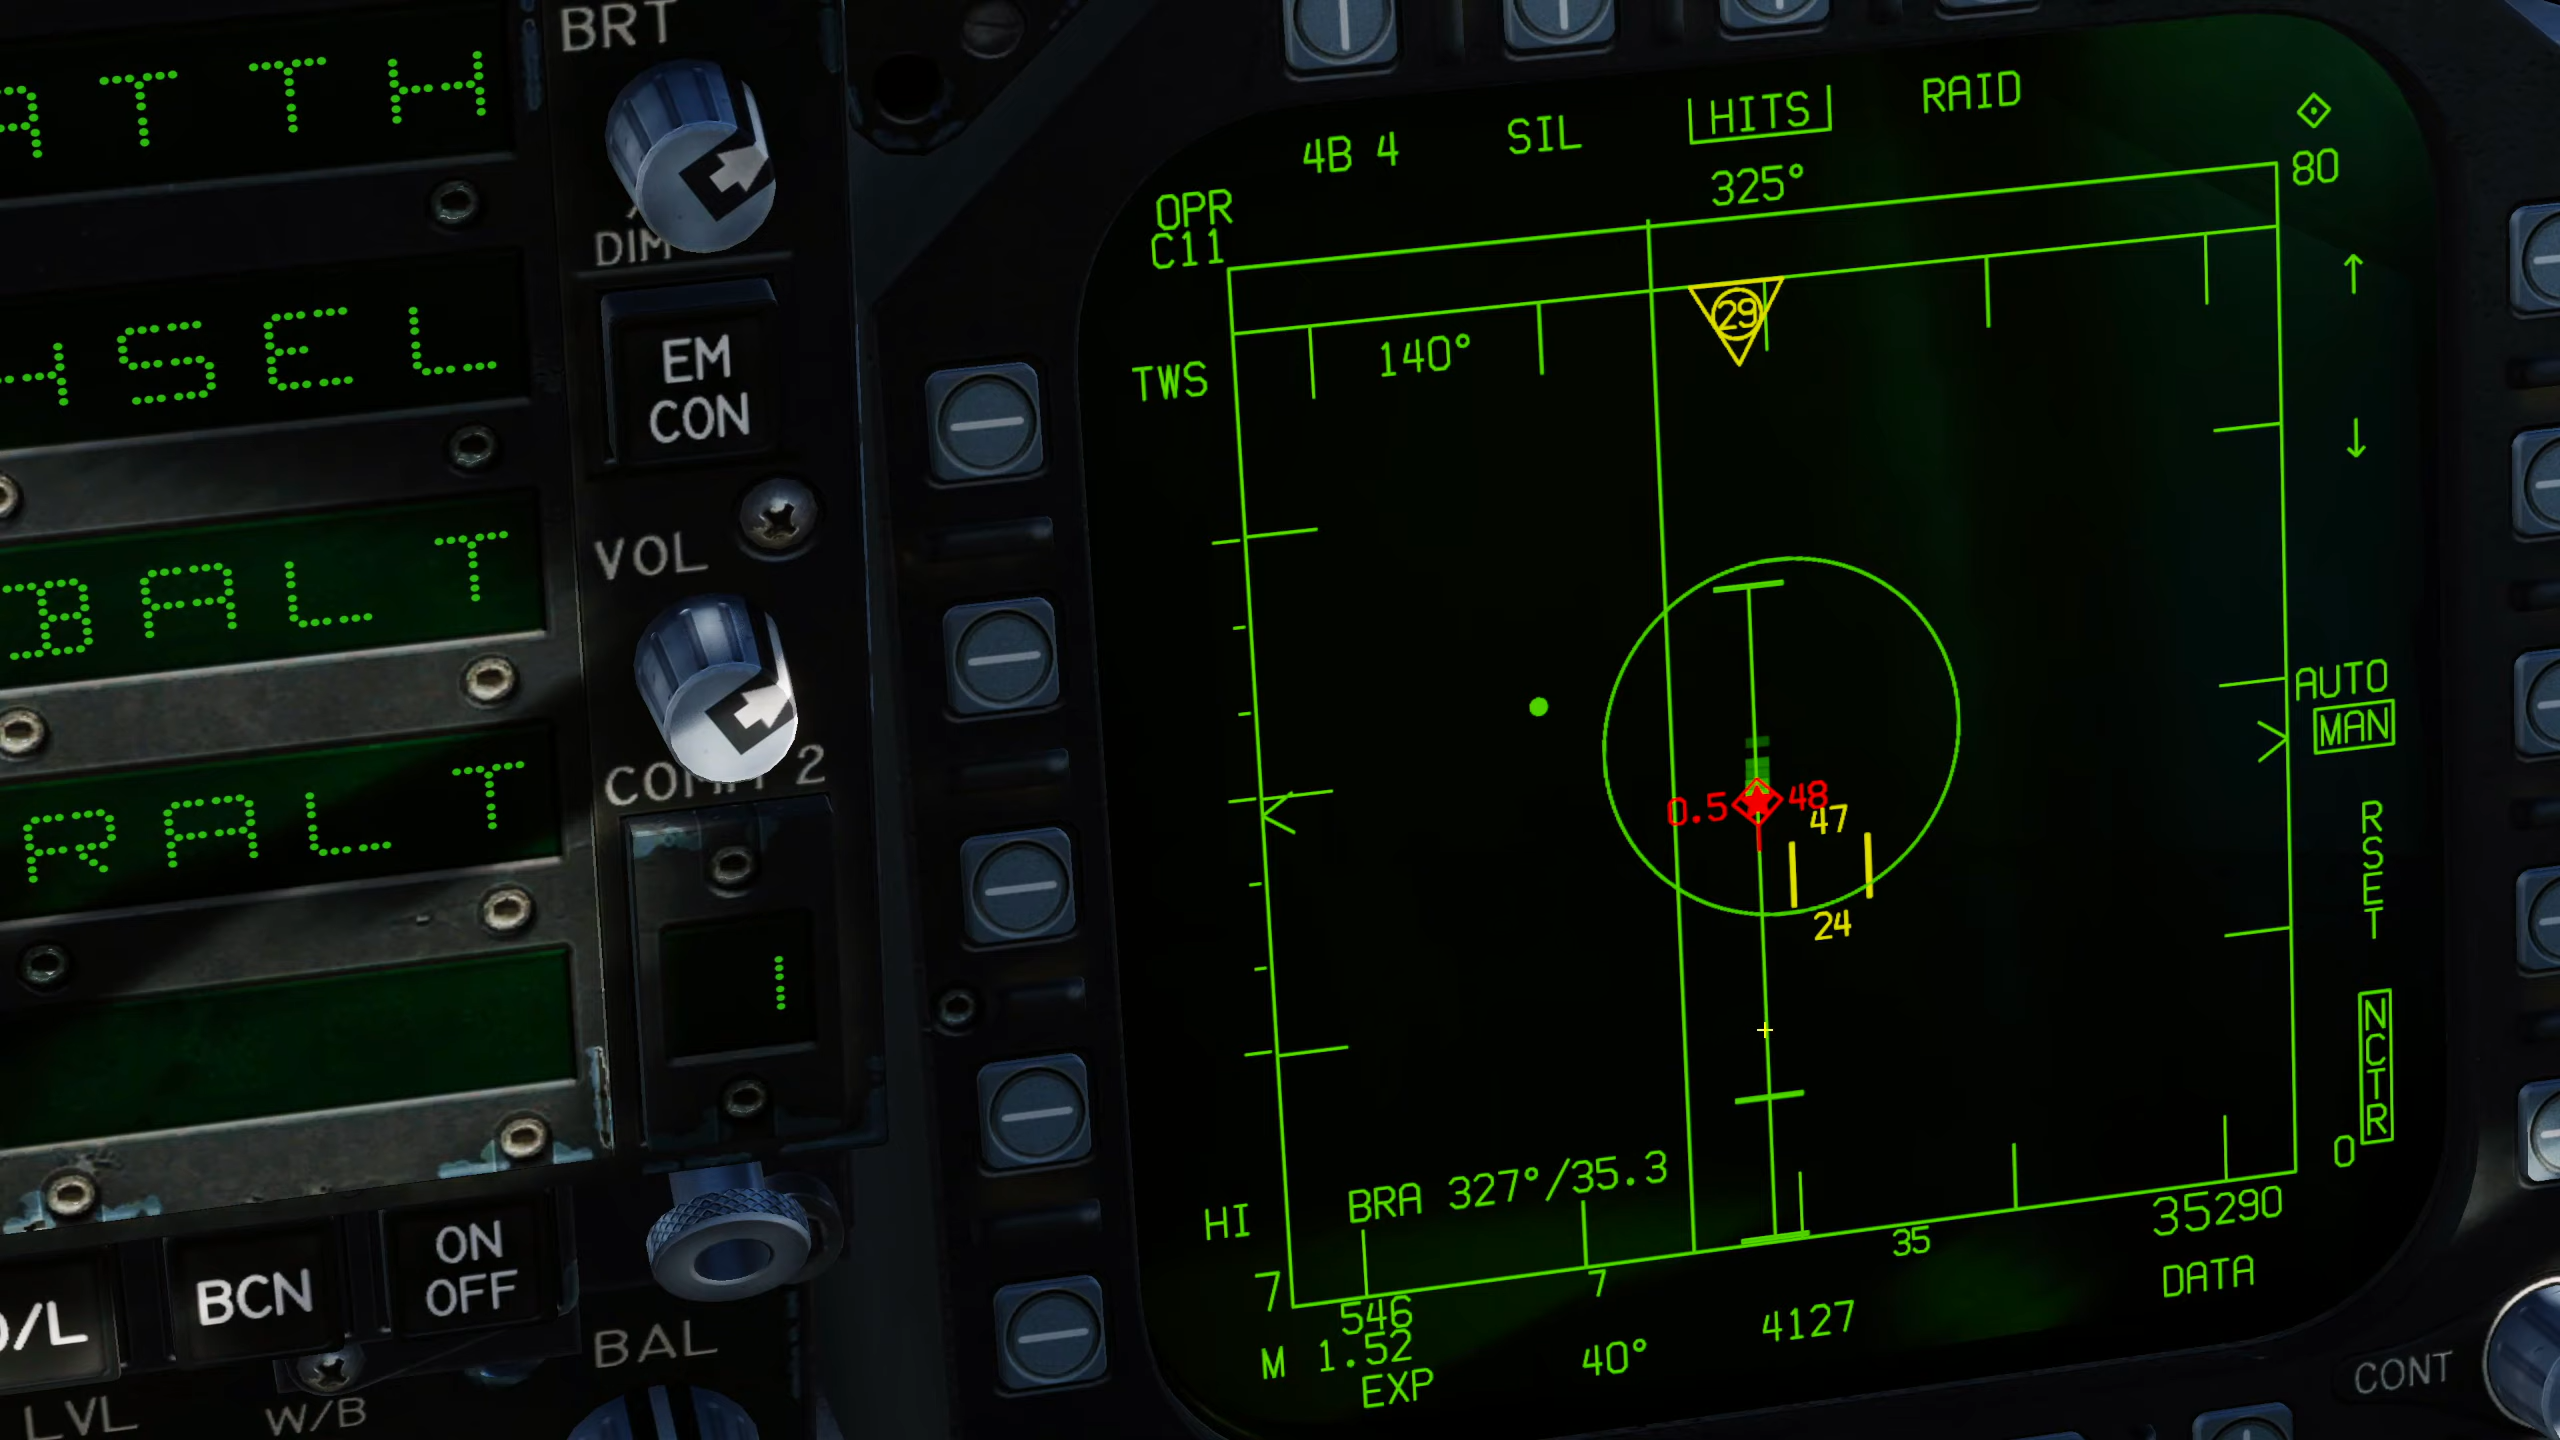 ATTH
HSEL
BALT
RALT
BRT
DIM
EM
CON
VOL
COMM 2
1
O/L
BCN
ON
OFF
LVL
W/B
BAL
4B 4
SIL
HITS
RAID
OPR
C11
325°
80
29
140°
TWS
AUTO
MAN
0.5
48
47
24
RSET
NCTR
BRA 327°/35.3
HI
0
35290
7
7
35
DATA
546
M 1.52
EXP
40°
4127
CONT